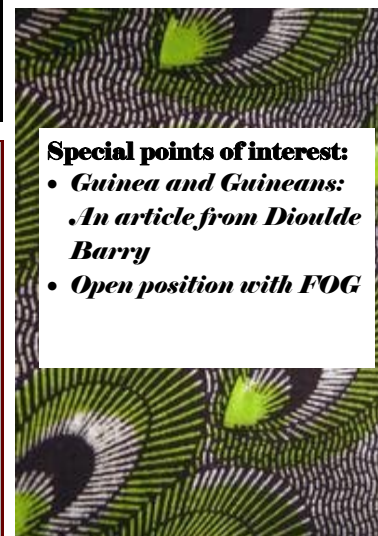 Special points of interest:
• Guinea and Guineans:
An article from Dioulde
Barry
• Open position with FOG